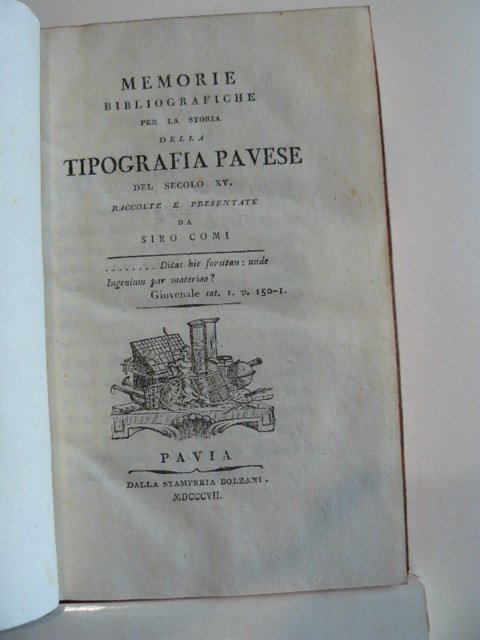 MEMORIE
BIBLIOGRAFICHE
PER LA STORIA
DELLA
TIPOGRAFIA PAVESE
DEL SECOLO XV.
RACCOLTE E PRESENTATE
DA
SIRO COMI
........ Dicas hic forsitan: unde
Ingenium par materiae?
Giovenale sat. 1. v. 150-1.
PAVIA
DALLA STAMPERIA BOLZANI.
MDCCCVII.